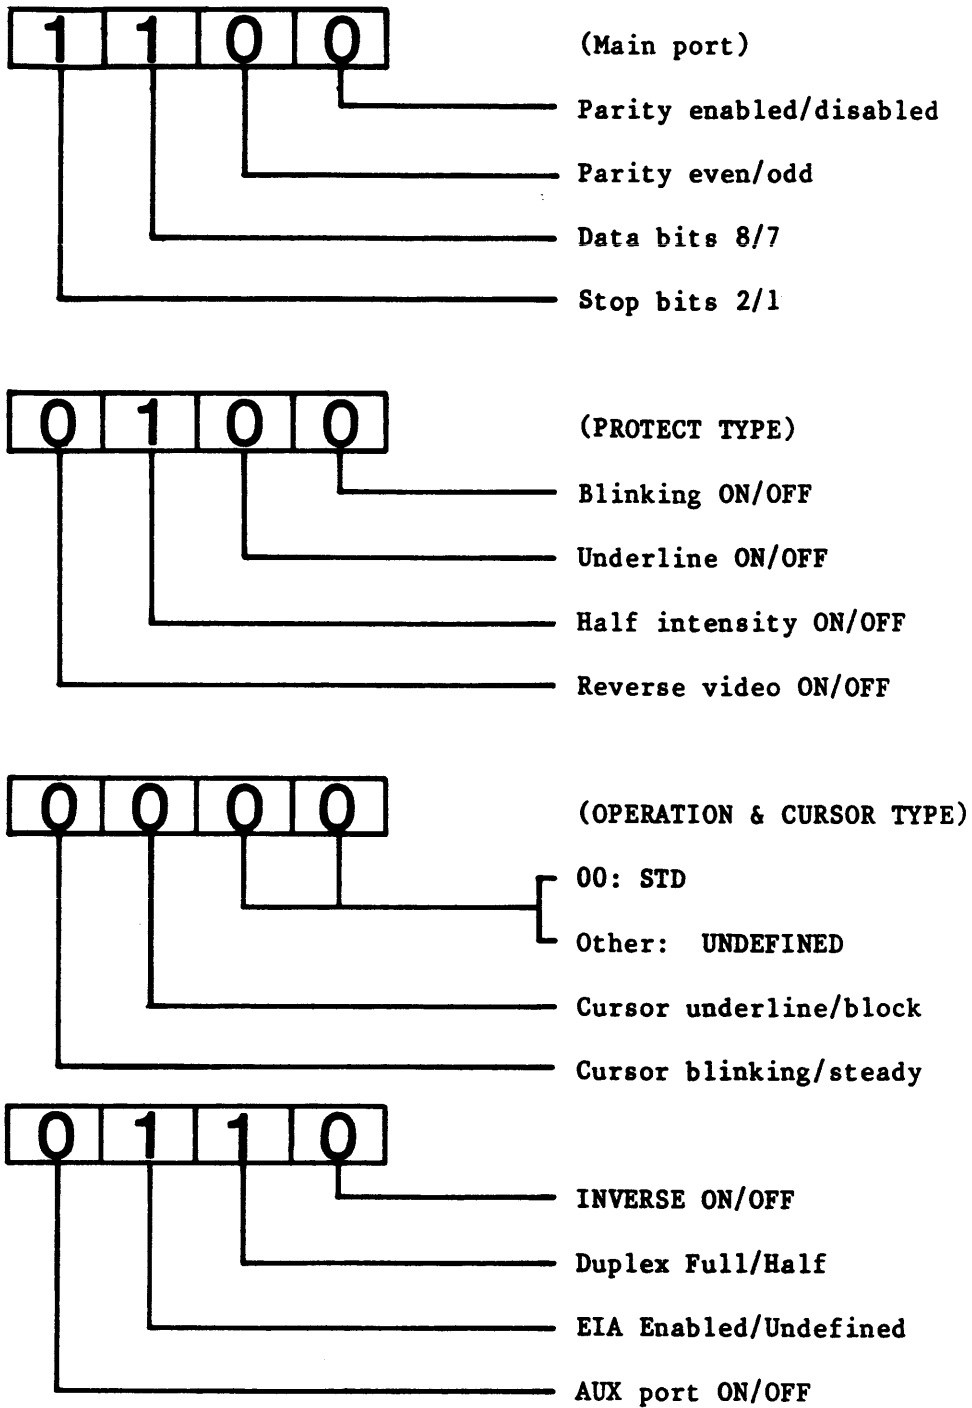 1 1 0 0 (Main port)
Parity enabled/disabled
Parity even/odd
Data bits 8/7
Stop bits 2/1
0 1 0 0 (PROTECT TYPE)
Blinking ON/OFF
Underline ON/OFF
Half intensity ON/OFF
Reverse video ON/OFF
0 0 0 0 (OPERATION & CURSOR TYPE)
00: STD
Other: UNDEFINED
Cursor underline/block
Cursor blinking/steady
0 1 1 0
INVERSE ON/OFF
Duplex Full/Half
EIA Enabled/Undefined
AUX port ON/OFF